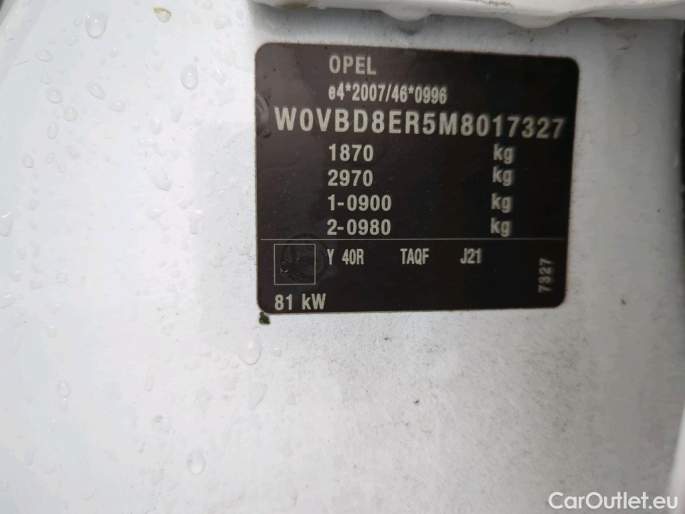 OPEL
e4*2007/46*0996
W0VBD8ER5M8017327
1870 kg
2970 kg
1-0900 kg
2-0980 kg
Y 40R TAQF J21
81 kW
7327
CarOutlet.eu